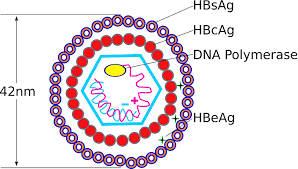 HBsAg
HBcAg
DNA Polymerase
42nm
HBeAg
− +